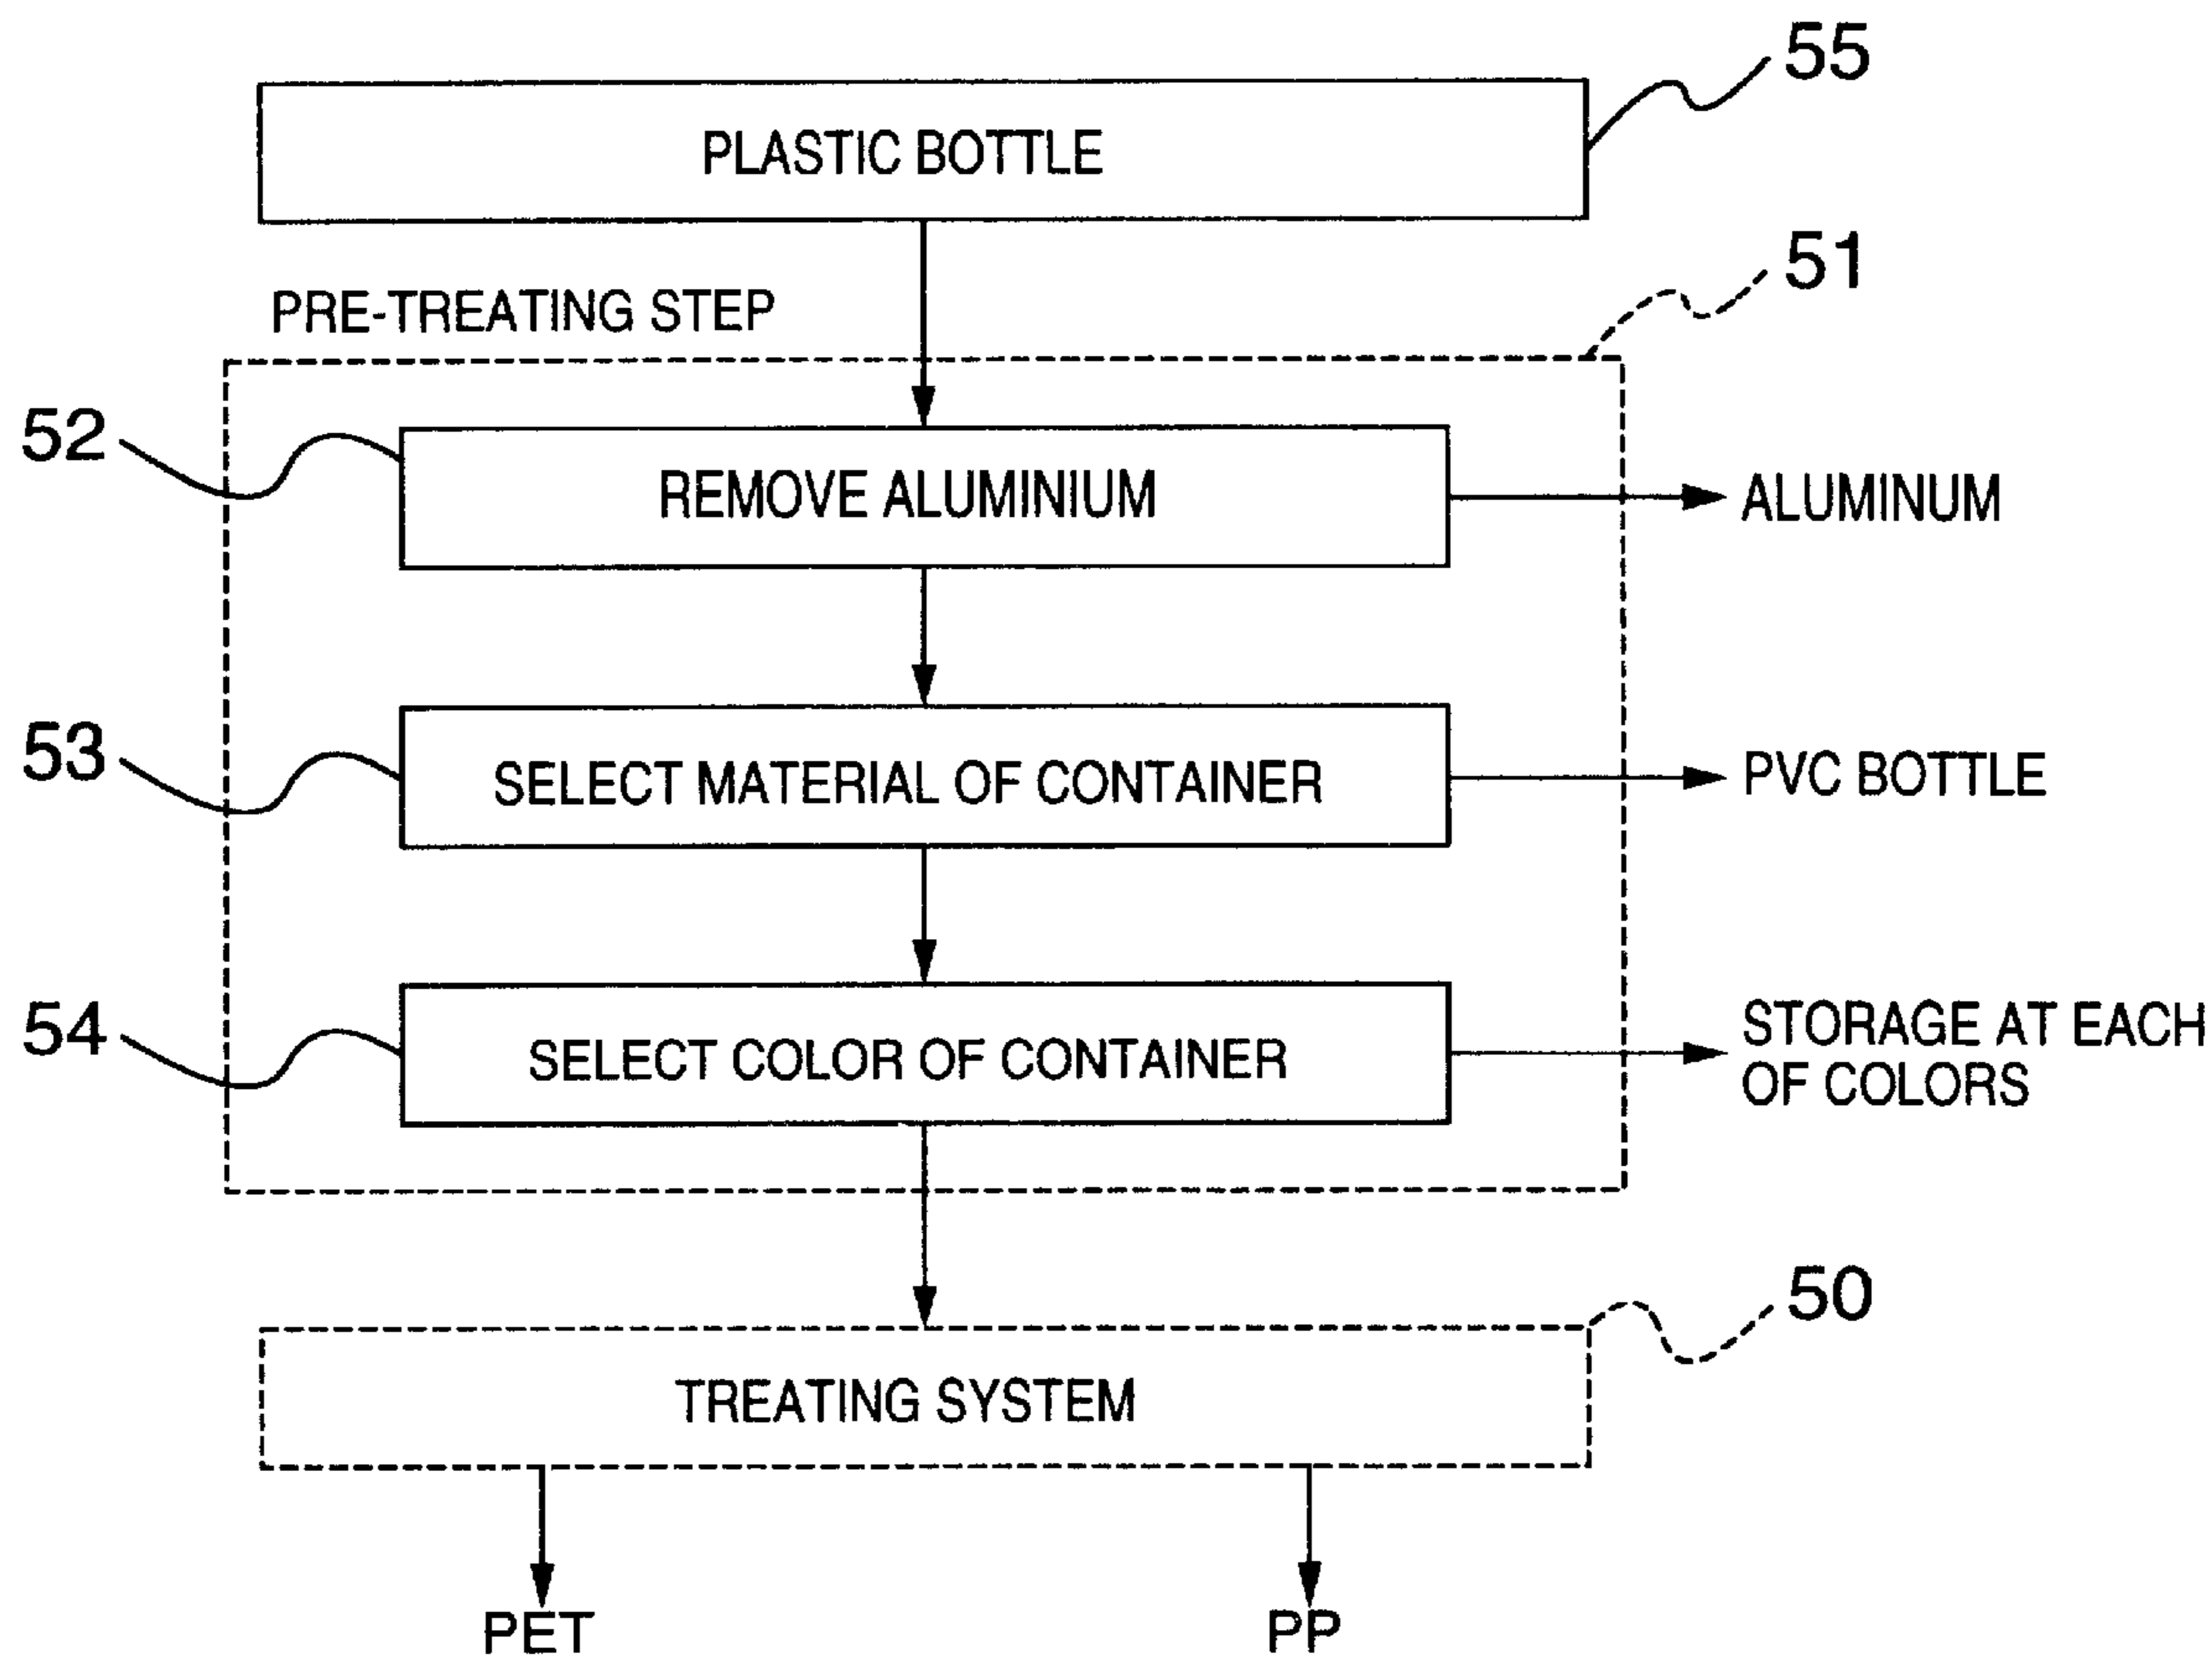 55
PLASTIC BOTTLE
51
PRE-TREATING STEP
52
REMOVE ALUMINIUM
ALUMINUM
53
SELECT MATERIAL OF CONTAINER
PVC BOTTLE
54
SELECT COLOR OF CONTAINER
STORAGE AT EACH
OF COLORS
50
TREATING SYSTEM
PET
PP